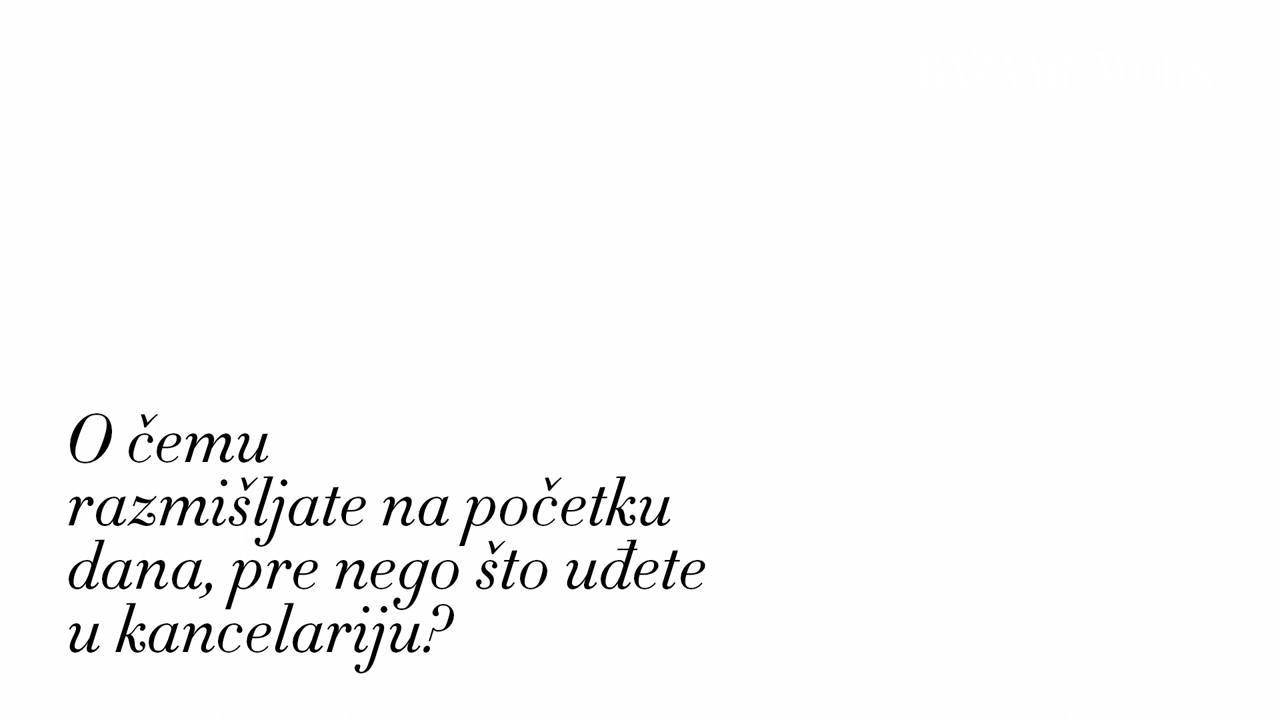 O čemu
razmišljate na početku
dana, pre nego što uđete
u kancelariju?